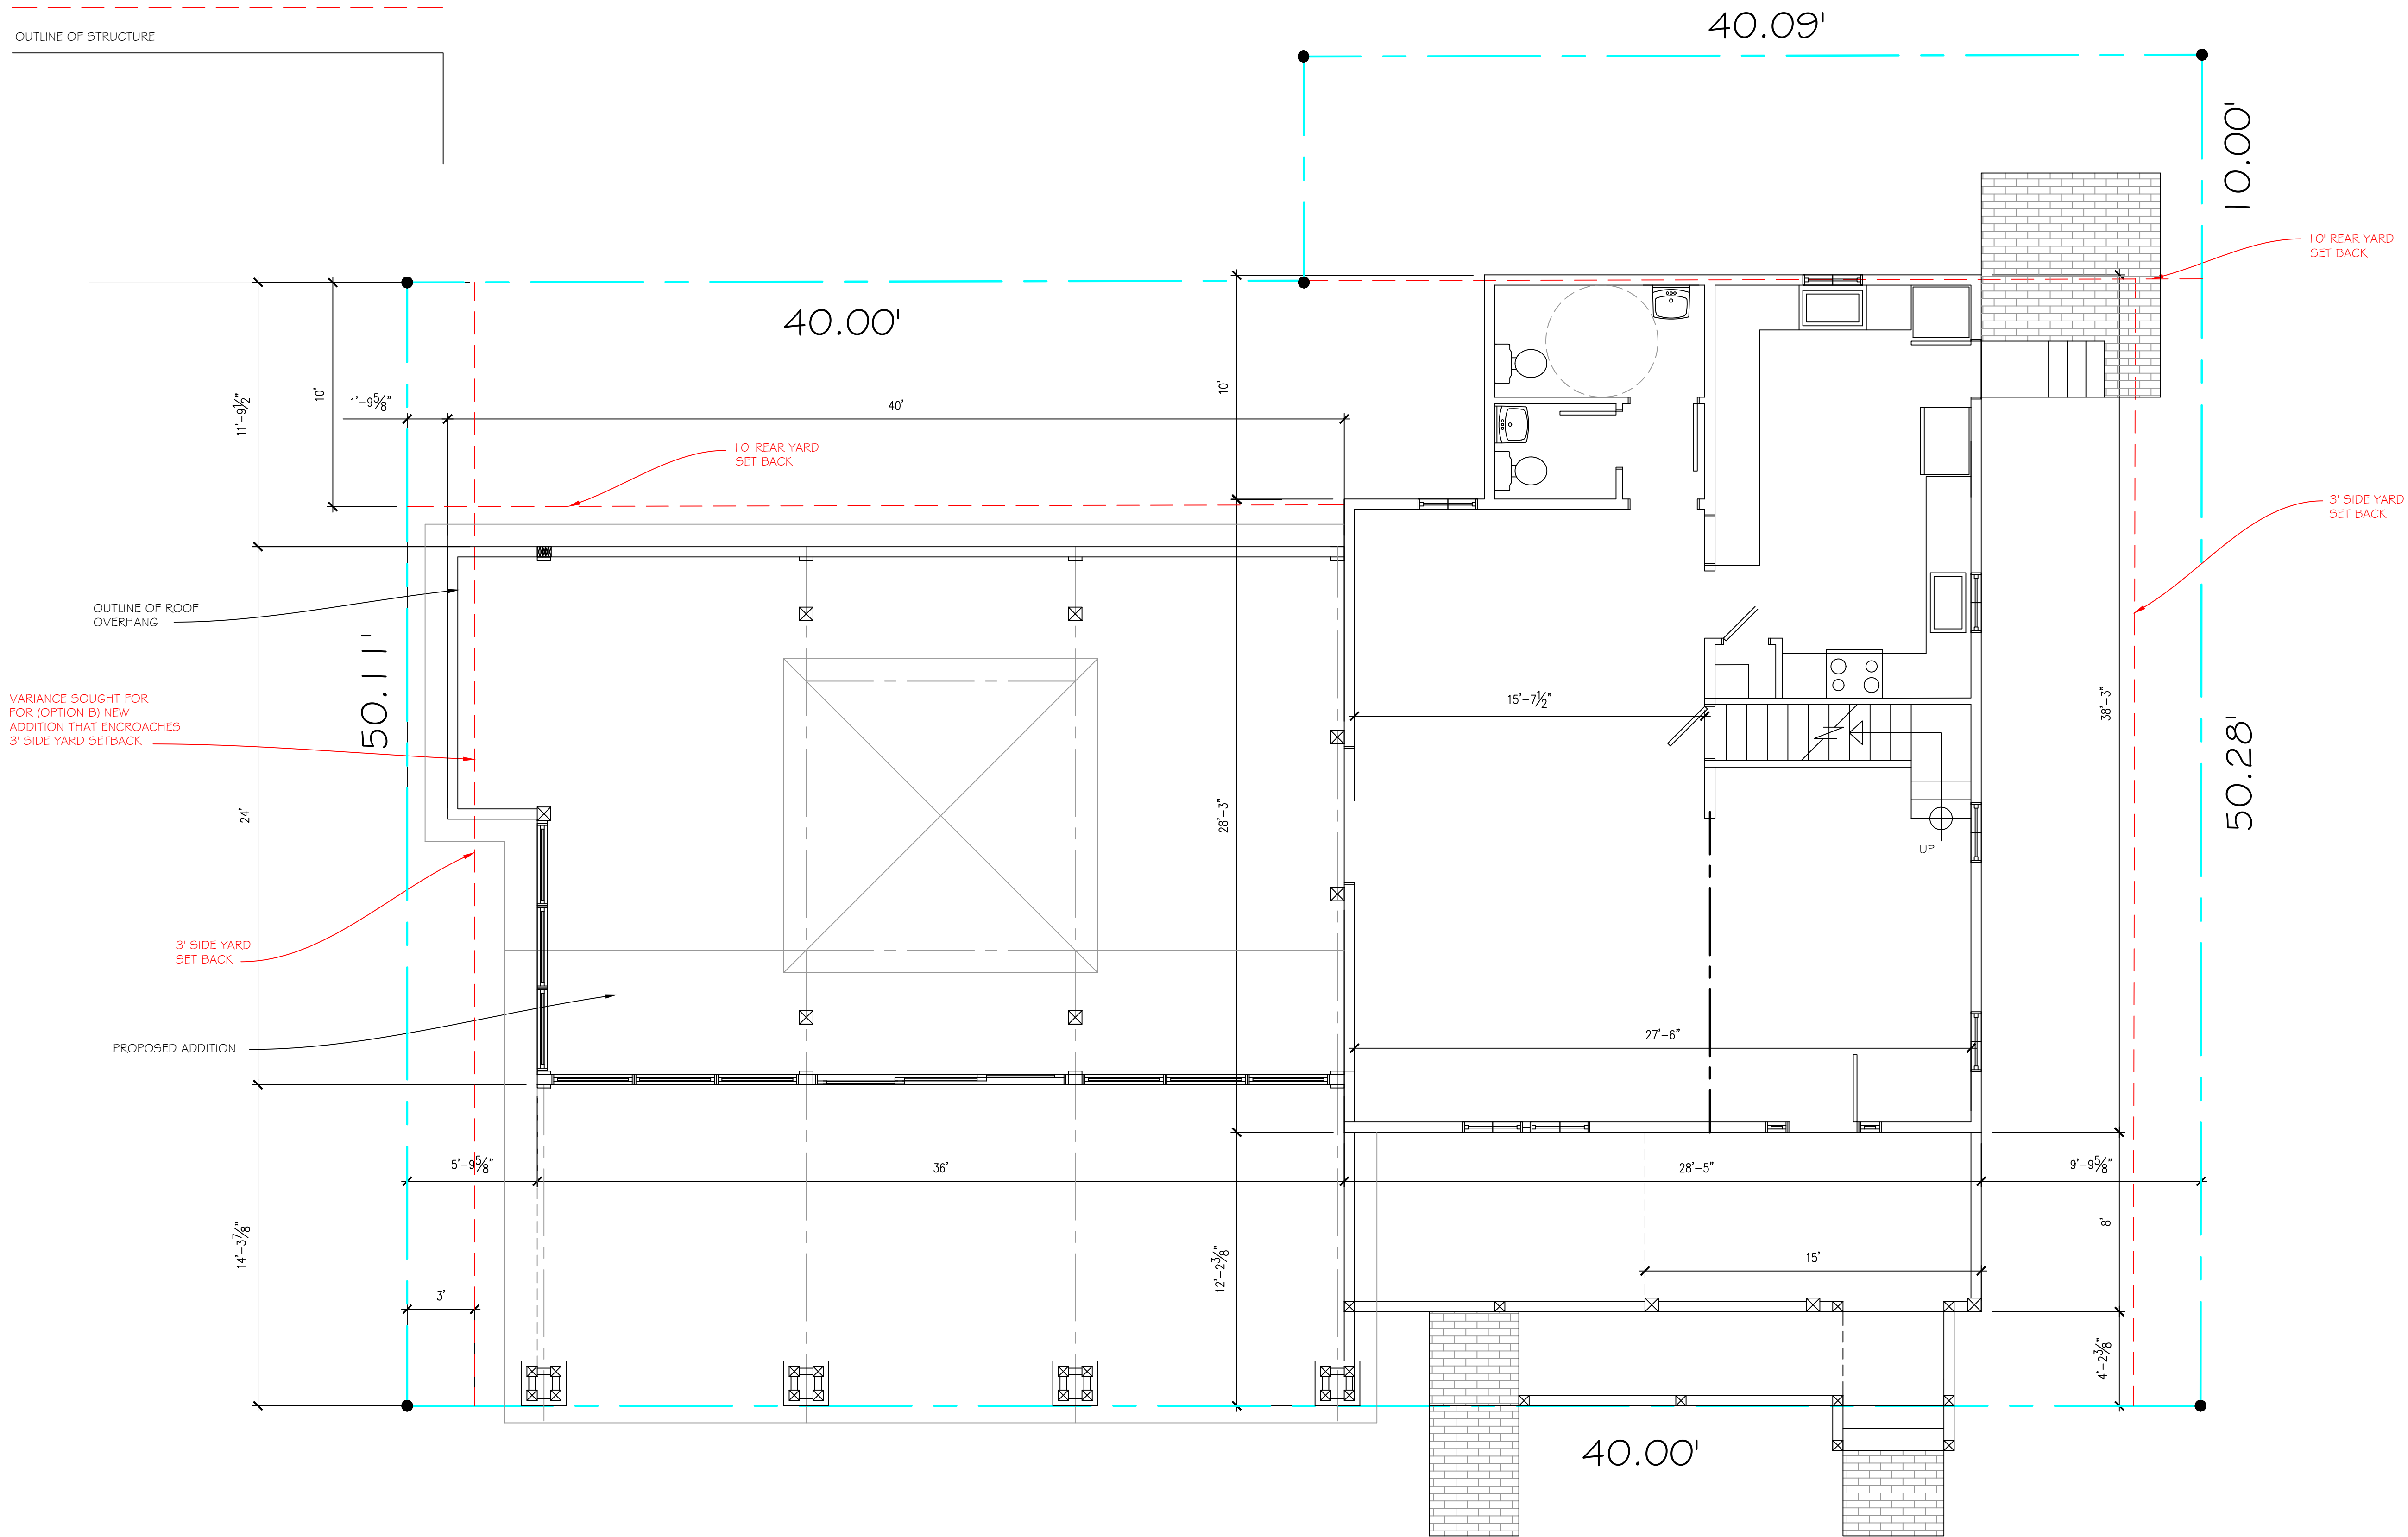 OUTLINE OF STRUCTURE
40.09'
10.00'
10' REAR YARD
SET BACK
40.00'
11'-9½"
10'
1'-9⅝"
40'
10'
10' REAR YARD
SET BACK
3' SIDE YARD
SET BACK
OUTLINE OF ROOF
OVERHANG
50.11'
VARIANCE SOUGHT FOR
FOR (OPTION B) NEW
ADDITION THAT ENCROACHES
3' SIDE YARD SETBACK
15'-7½"
38'-3"
50.28'
24'
28'-3"
UP
3' SIDE YARD
SET BACK
PROPOSED ADDITION
27'-6"
5'-9⅝"
36'
28'-5"
9'-9⅝"
14'-3⅞"
12'-2⅜"
8'
15'
3'
4'-2⅜"
40.00'